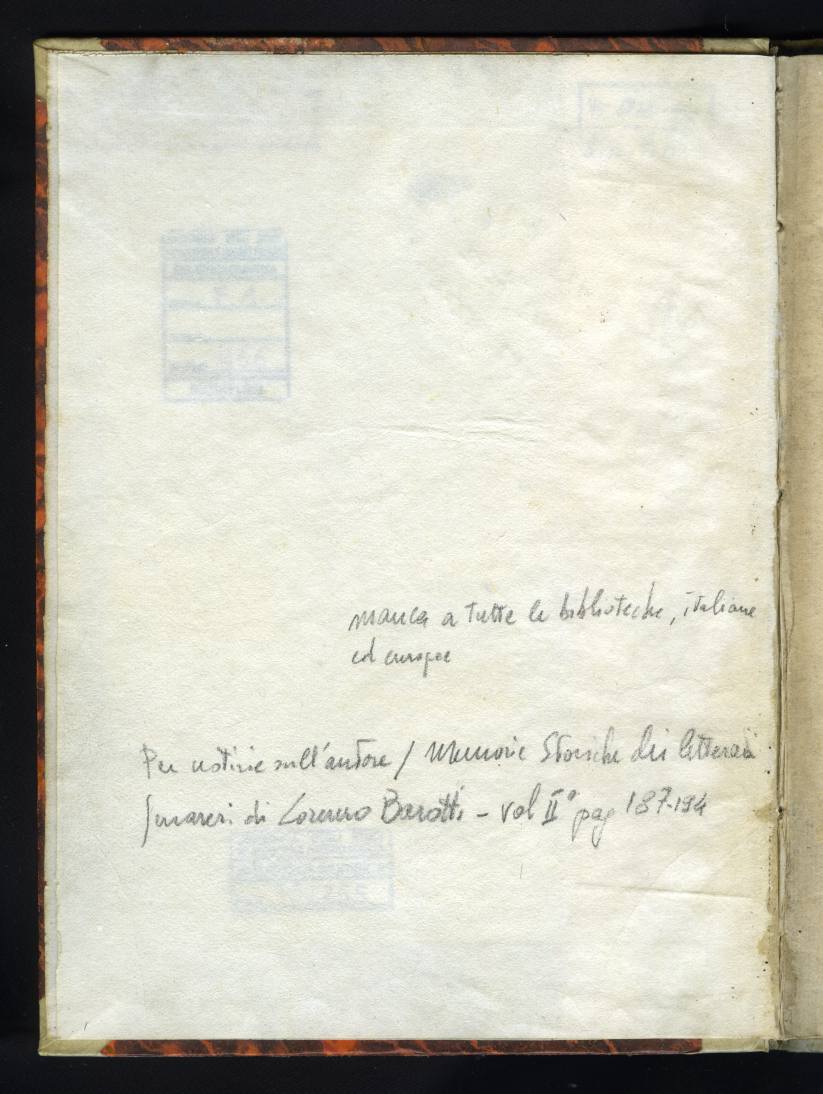 manca a tutte le biblioteche, italiane
ed europee
Per notizie sull'autore / Memorie Storiche dei letterati
ferraresi di Lorenzo Barotti - vol II° pag 187-194